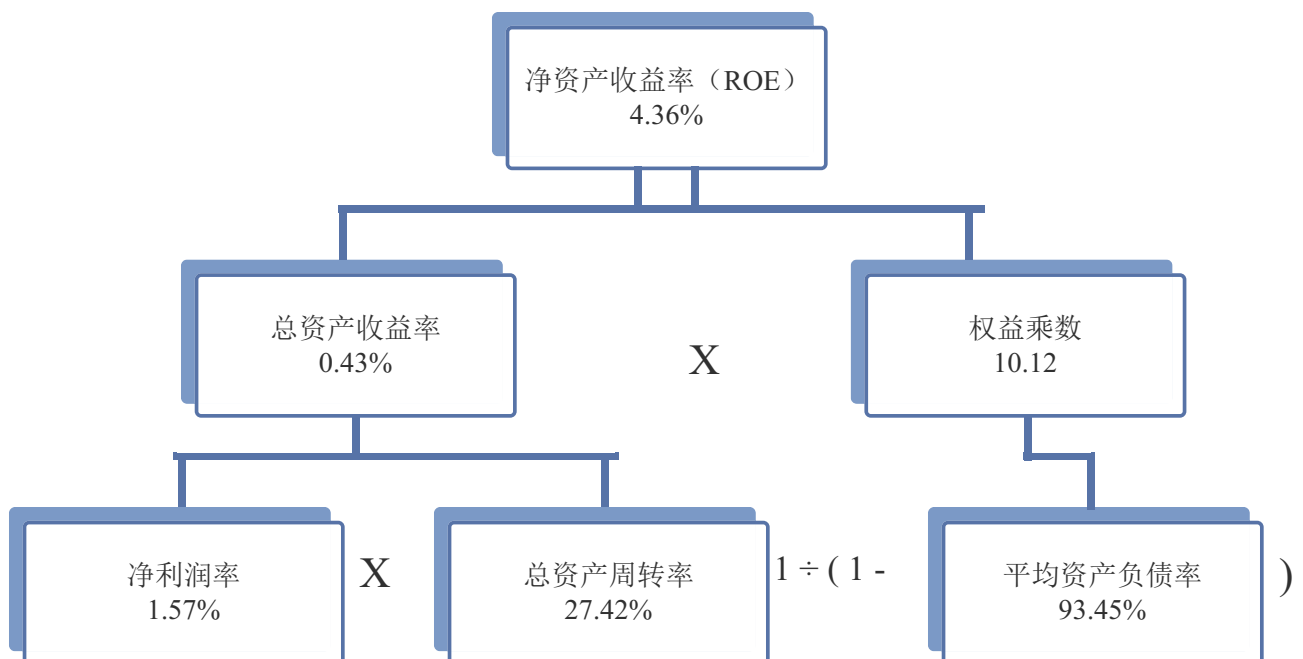 净资产收益率（ROE）
4.36%
总资产收益率
0.43%
X
权益乘数
10.12
净利润率
1.57%
X
总资产周转率
27.42%
1 ÷ ( 1 -
平均资产负债率
93.45%
)